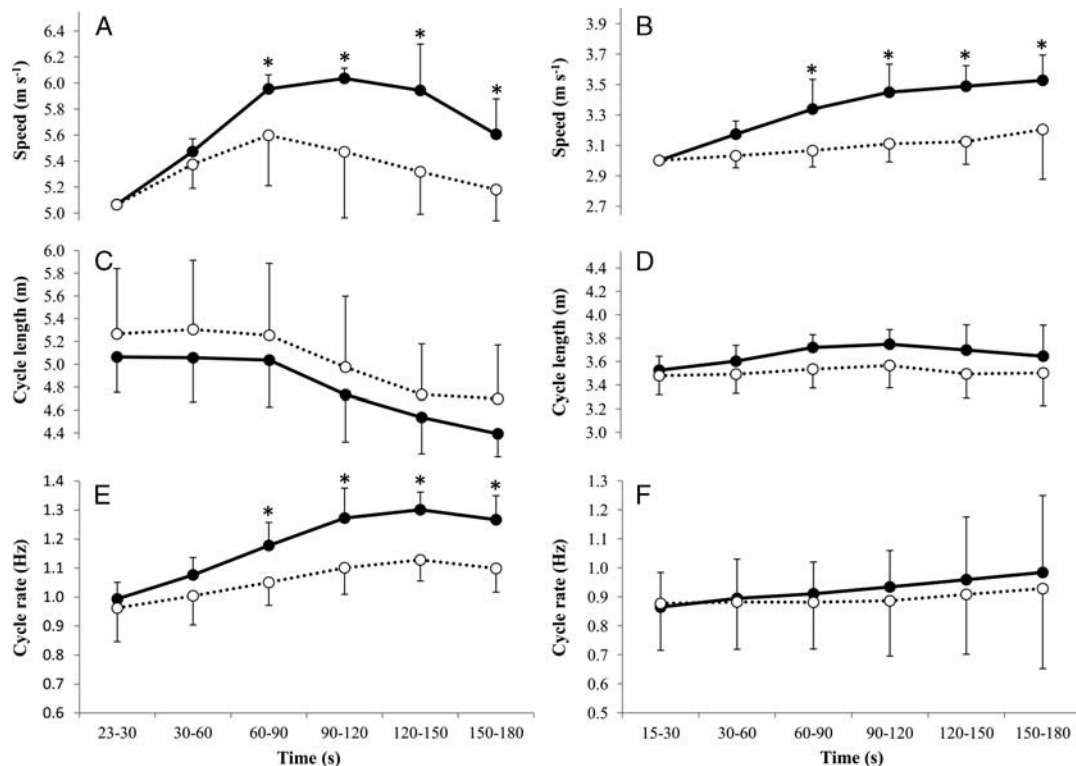 A
Speed (m s⁻¹)
6.4
6.2
6.0
5.8
5.6
5.4
5.2
5.0
* * * *
B
Speed (m s⁻¹)
3.9
3.7
3.5
3.3
3.1
2.9
2.7
* * * *
C
Cycle length (m)
6.0
5.8
5.6
5.4
5.2
5.0
4.8
4.6
4.4
D
Cycle length (m)
4.4
4.2
4.0
3.8
3.6
3.4
3.2
3.0
E
Cycle rate (Hz)
1.4
1.3
1.2
1.1
1.0
0.9
0.8
0.7
0.6
* * * *
23-30 30-60 60-90 90-120 120-150 150-180
Time (s)
F
Cycle rate (Hz)
1.3
1.2
1.1
1.0
0.9
0.8
0.7
0.6
0.5
15-30 30-60 60-90 90-120 120-150 150-180
Time (s)